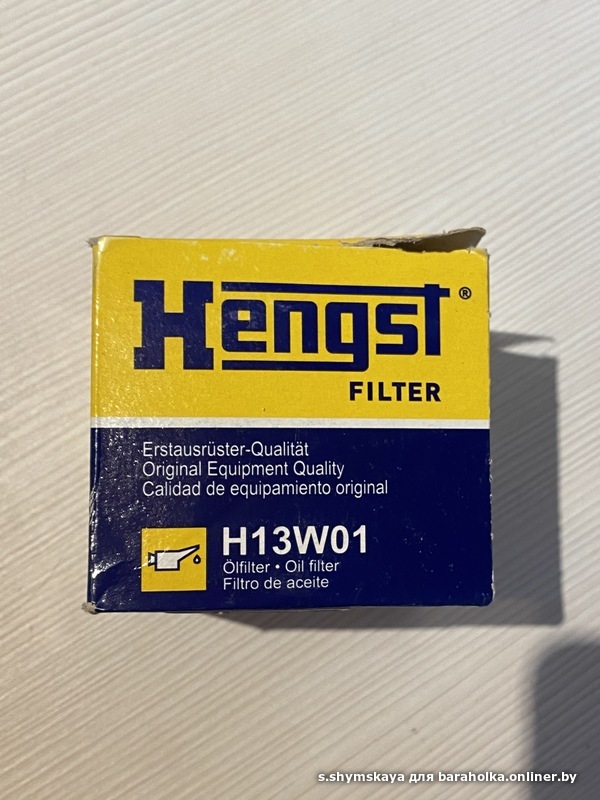 Hengst®
FILTER
Erstausrüster-Qualität
Original Equipment Quality
Calidad de equipamiento original
H13W01
Ölfilter • Oil filter
Filtro de aceite
s.shymskaya для baraholka.onliner.by